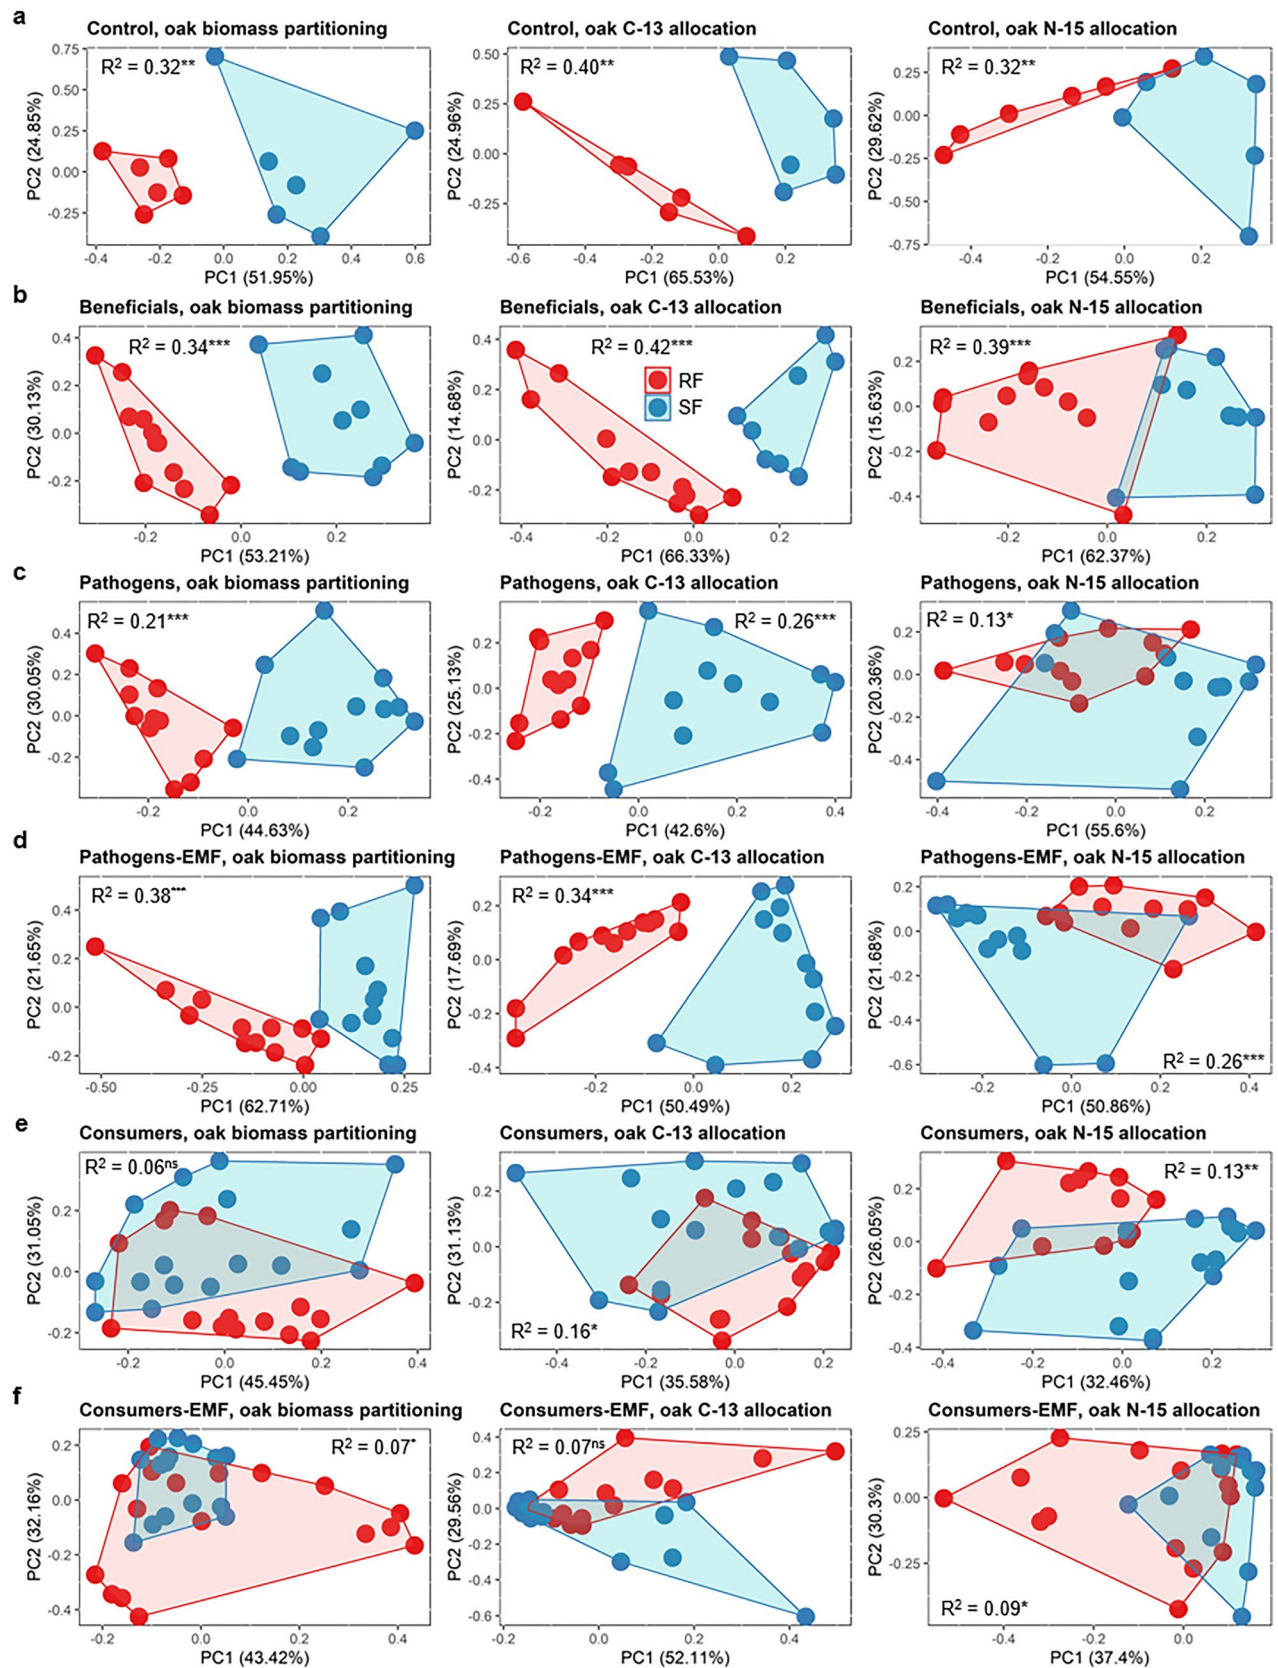 a
Control, oak biomass partitioning
Control, oak C-13 allocation
Control, oak N-15 allocation
R² = 0.32**
R² = 0.40**
R² = 0.32**
PC2 (24.85%)
0.75
0.50
0.25
0.00
-0.25
-0.4 -0.2 0.0 0.2 0.4 0.6
PC1 (51.95%)
PC2 (24.96%)
0.50
0.25
0.00
-0.25
-0.6 -0.4 -0.2 0.0 0.2
PC1 (65.53%)
PC2 (29.62%)
0.25
0.00
-0.25
-0.50
-0.75
-0.4 -0.2 0.0 0.2
PC1 (54.55%)
b
Beneficials, oak biomass partitioning
Beneficials, oak C-13 allocation
Beneficials, oak N-15 allocation
R² = 0.34***
R² = 0.42***
R² = 0.39***
RF
SF
PC2 (30.13%)
0.4
0.2
0.0
-0.2
-0.2 0.0 0.2
PC1 (53.21%)
PC2 (14.68%)
0.4
0.2
0.0
-0.2
-0.4 -0.2 0.0 0.2
PC1 (66.33%)
PC2 (15.63%)
0.2
0.0
-0.2
-0.4
-0.2 0.0 0.2
PC1 (62.37%)
c
Pathogens, oak biomass partitioning
Pathogens, oak C-13 allocation
Pathogens, oak N-15 allocation
R² = 0.21***
R² = 0.26***
R² = 0.13*
PC2 (30.05%)
0.4
0.2
0.0
-0.2
-0.2 0.0 0.2
PC1 (44.63%)
PC2 (25.13%)
0.2
0.0
-0.2
-0.4
-0.2 0.0 0.2 0.4
PC1 (42.6%)
PC2 (20.36%)
0.2
0.0
-0.2
-0.4
-0.4 -0.2 0.0 0.2
PC1 (55.6%)
d
Pathogens-EMF, oak biomass partitioning
Pathogens-EMF, oak C-13 allocation
Pathogens-EMF, oak N-15 allocation
R² = 0.38***
R² = 0.34***
R² = 0.26***
PC2 (21.65%)
0.4
0.2
0.0
-0.2
-0.50 -0.25 0.00 0.25
PC1 (62.71%)
PC2 (17.69%)
0.2
0.0
-0.2
-0.4
-0.2 0.0 0.2
PC1 (50.49%)
PC2 (21.68%)
0.2
0.0
-0.2
-0.4
-0.6
-0.2 0.0 0.2 0.4
PC1 (50.86%)
e
Consumers, oak biomass partitioning
Consumers, oak C-13 allocation
Consumers, oak N-15 allocation
R² = 0.06ns
R² = 0.16*
R² = 0.13**
PC2 (31.05%)
0.2
0.0
-0.2
-0.2 0.0 0.2 0.4
PC1 (45.45%)
PC2 (31.13%)
0.2
0.0
-0.2
-0.4 -0.2 0.0 0.2
PC1 (35.58%)
PC2 (26.05%)
0.2
0.0
-0.2
-0.4
-0.4 -0.2 0.0 0.2
PC1 (32.46%)
f
Consumers-EMF, oak biomass partitioning
Consumers-EMF, oak C-13 allocation
Consumers-EMF, oak N-15 allocation
R² = 0.07*
R² = 0.07ns
R² = 0.09*
PC2 (32.16%)
0.2
0.0
-0.2
-0.4
-0.2 0.0 0.2 0.4
PC1 (43.42%)
PC2 (29.56%)
0.4
0.2
0.0
-0.2
-0.4
-0.6
-0.2 0.0 0.2 0.4
PC1 (52.11%)
PC2 (30.3%)
0.25
0.00
-0.25
-0.4 0.0
PC1 (37.4%)